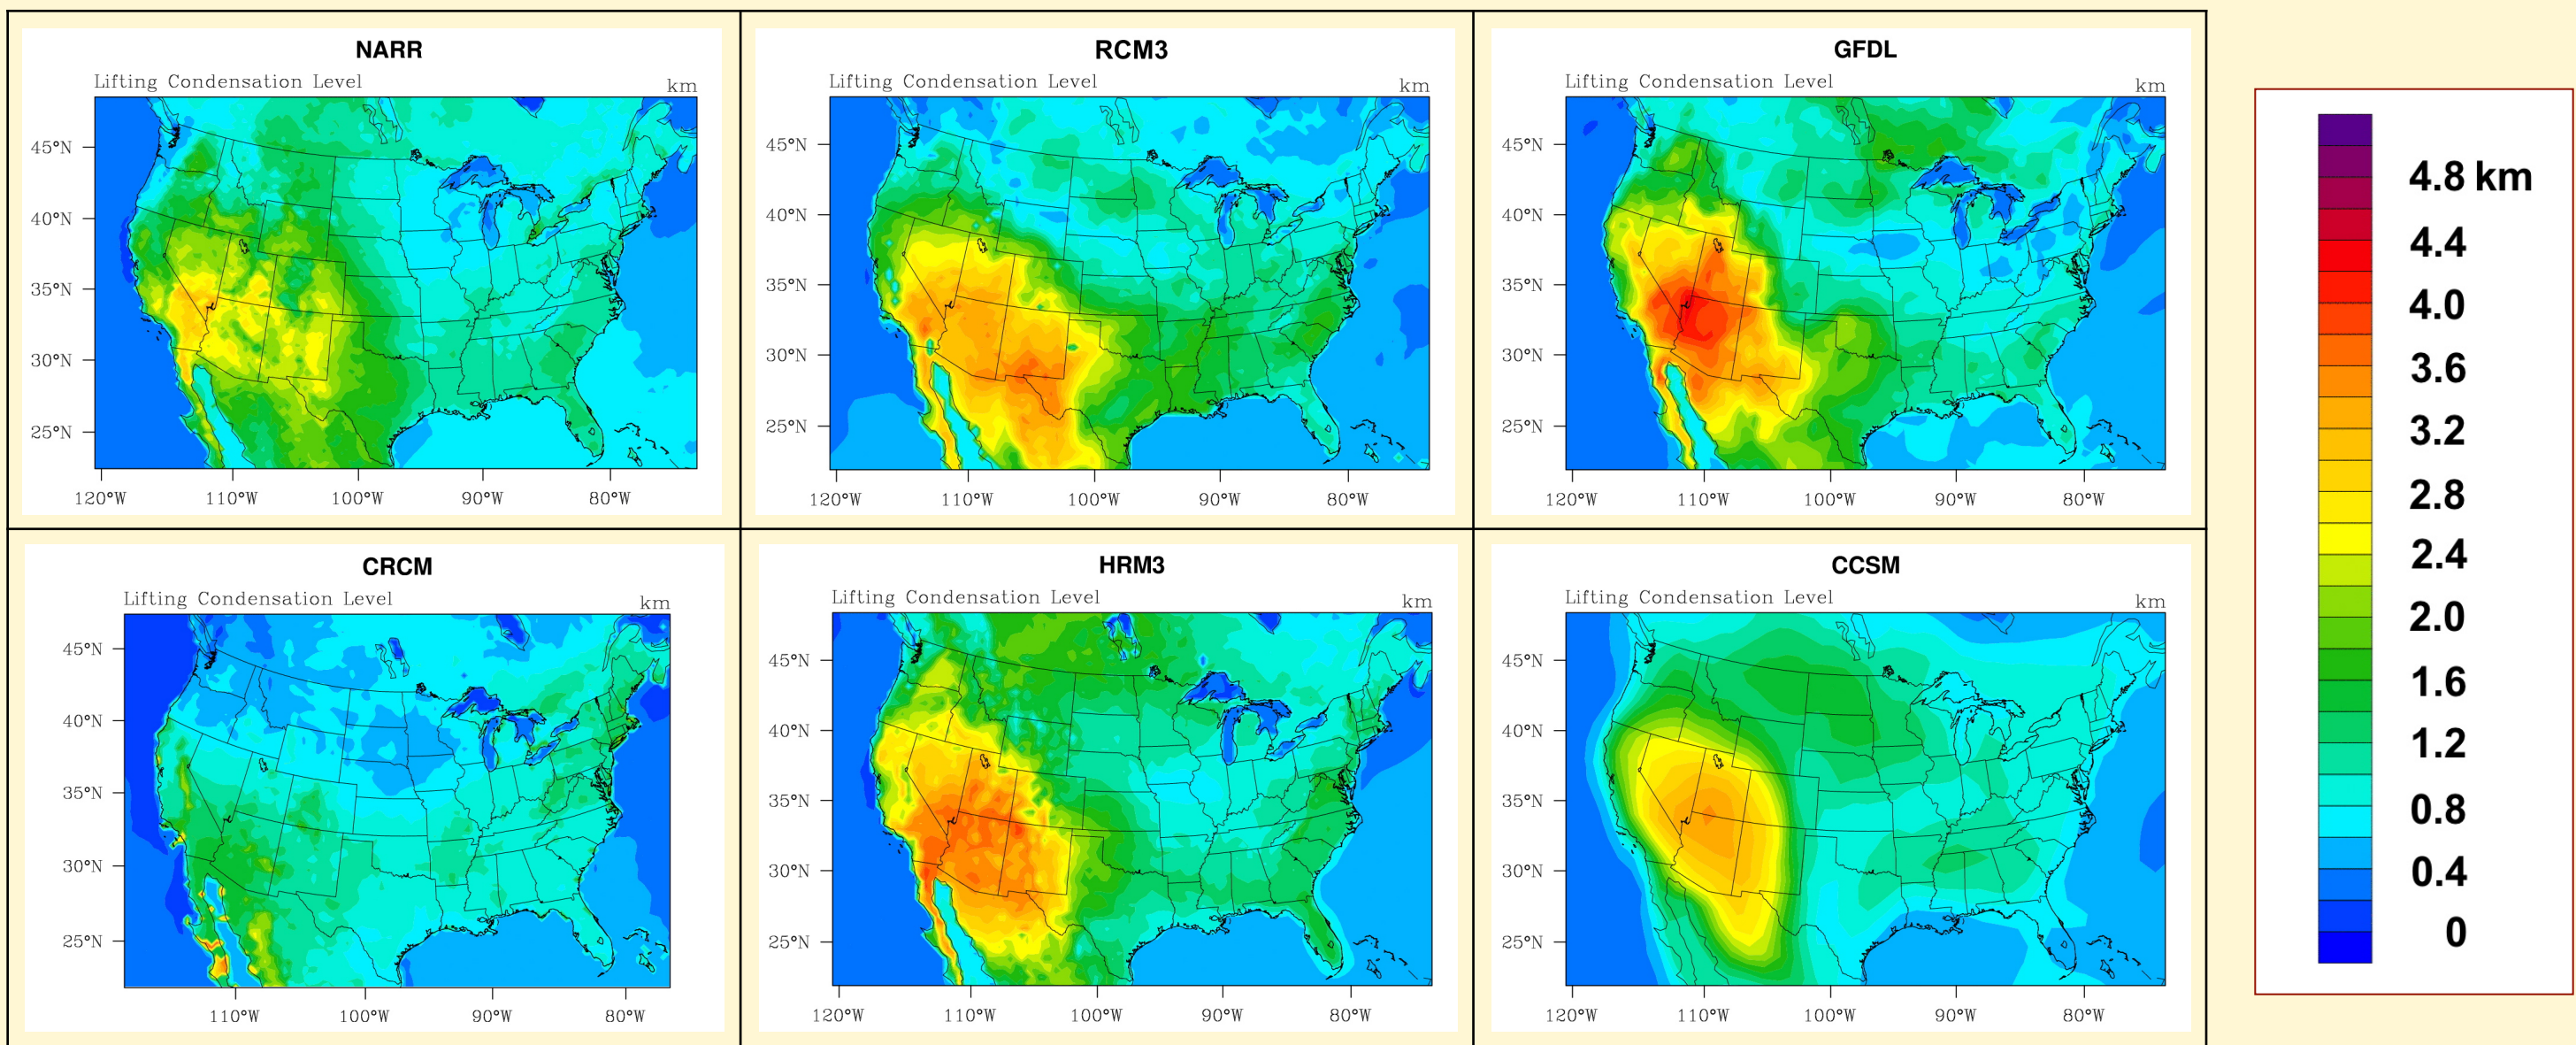 NARR
Lifting Condensation Level km
45°N
40°N
35°N
30°N
25°N
120°W 110°W 100°W 90°W 80°W
RCM3
Lifting Condensation Level km
45°N
40°N
35°N
30°N
25°N
120°W 110°W 100°W 90°W 80°W
GFDL
Lifting Condensation Level km
45°N
40°N
35°N
30°N
25°N
120°W 110°W 100°W 90°W 80°W
CRCM
Lifting Condensation Level km
45°N
40°N
35°N
30°N
25°N
110°W 100°W 90°W 80°W
HRM3
Lifting Condensation Level km
45°N
40°N
35°N
30°N
25°N
120°W 110°W 100°W 90°W 80°W
CCSM
Lifting Condensation Level km
45°N
40°N
35°N
30°N
25°N
120°W 110°W 100°W 90°W 80°W
4.8 km
4.4
4.0
3.6
3.2
2.8
2.4
2.0
1.6
1.2
0.8
0.4
0